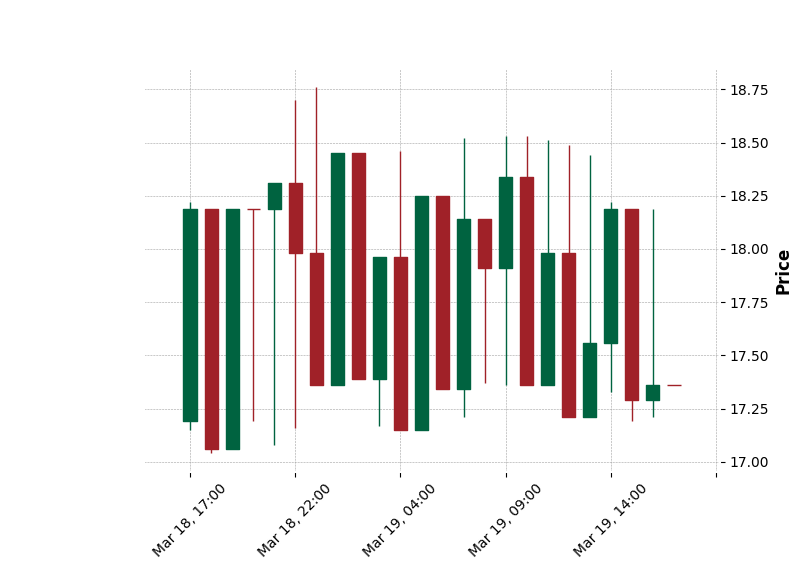 18.75
18.50
18.25
18.00
17.75
17.50
17.25
17.00
Price
Mar 18, 17:00
Mar 18, 22:00
Mar 19, 04:00
Mar 19, 09:00
Mar 19, 14:00